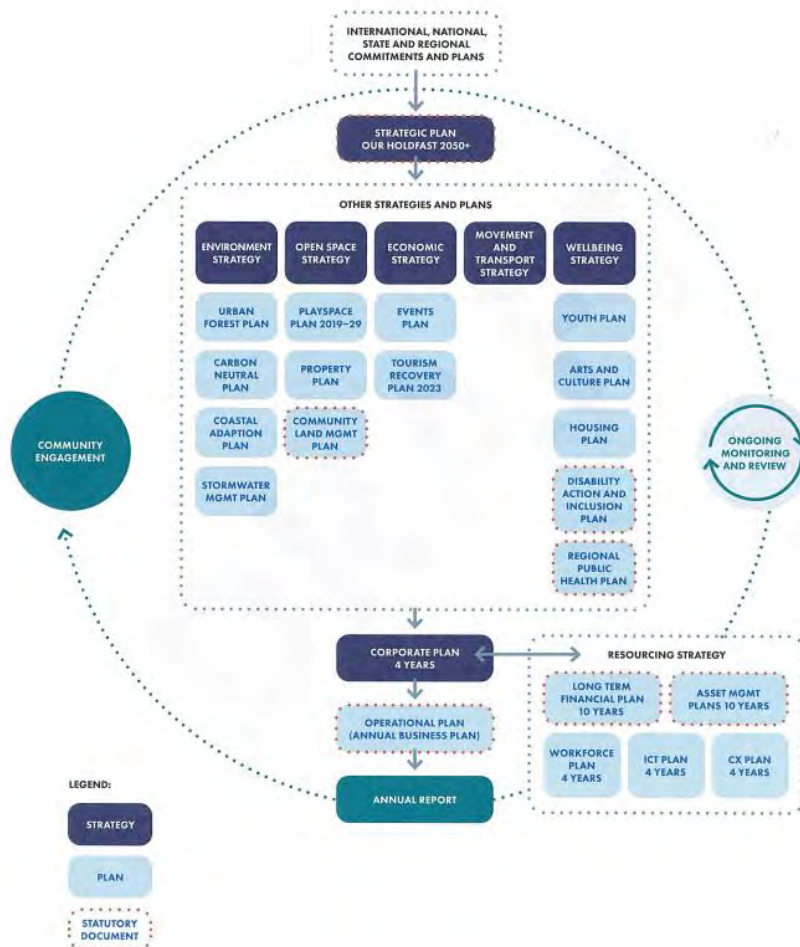 INTERNATIONAL, NATIONAL,
STATE AND REGIONAL
COMMITMENTS AND PLANS
STRATEGIC PLAN
OUR HOLDFAST 2050+
OTHER STRATEGIES AND PLANS
ENVIRONMENT
STRATEGY
OPEN SPACE
STRATEGY
ECONOMIC
STRATEGY
MOVEMENT
AND
TRANSPORT
STRATEGY
WELLBEING
STRATEGY
URBAN
FOREST PLAN
CARBON
NEUTRAL
PLAN
COASTAL
ADAPTION
PLAN
STORMWATER
MGMT PLAN
PLAYSPACE
PLAN 2019–29
PROPERTY
PLAN
COMMUNITY
LAND MGMT
PLAN
EVENTS
PLAN
TOURISM
RECOVERY
PLAN 2023
YOUTH PLAN
ARTS AND
CULTURE PLAN
HOUSING
PLAN
DISABILITY
ACTION AND
INCLUSION
PLAN
REGIONAL
PUBLIC
HEALTH PLAN
COMMUNITY
ENGAGEMENT
ONGOING
MONITORING
AND REVIEW
CORPORATE PLAN
4 YEARS
OPERATIONAL PLAN
(ANNUAL BUSINESS PLAN)
ANNUAL REPORT
RESOURCING STRATEGY
LONG TERM
FINANCIAL PLAN
10 YEARS
ASSET MGMT
PLANS 10 YEARS
WORKFORCE
PLAN
4 YEARS
ICT PLAN
4 YEARS
CX PLAN
4 YEARS
LEGEND:
STRATEGY
PLAN
STATUTORY
DOCUMENT